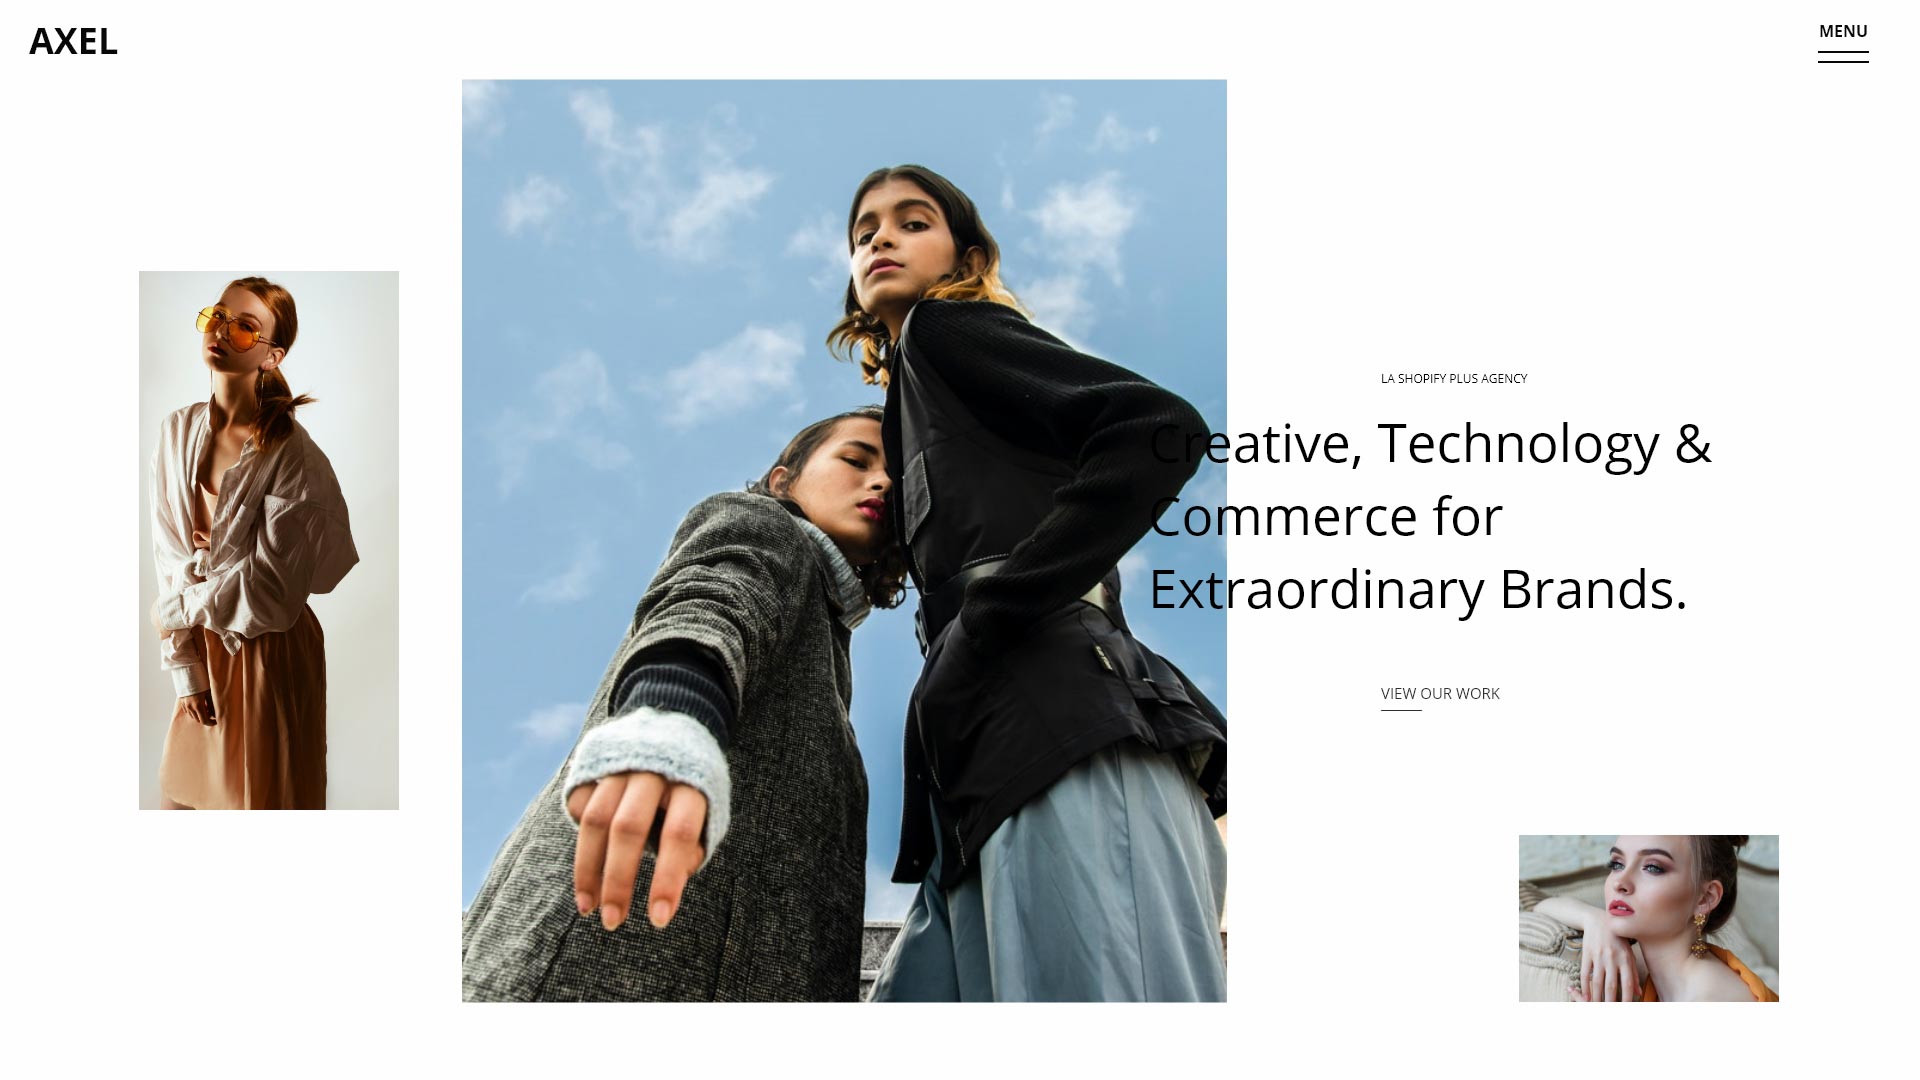 AXEL
MENU
LA SHOPIFY PLUS AGENCY
Creative, Technology &
Commerce for
Extraordinary Brands.
VIEW OUR WORK